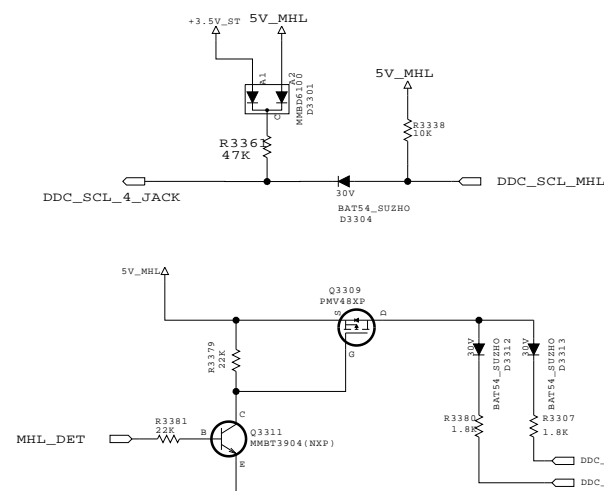 +3.5V_ST
5V_MHL
A1
A2
MMBD6100
D3301
C
5V_MHL
R3338
10K
R3361
47K
DDC_SCL_4_JACK
30V
BAT54_SUZHO
D3304
DDC_SCL_MHL
5V_MHL
Q3309
PMV48XP
S
D
G
R3379
22K
30V
BAT54_SUZHO
D3312
30V
BAT54_SUZHO
D3313
R3381
22K
MHL_DET
B
C
E
Q3311
MMBT3904(NXP)
R3380
1.8K
R3307
1.8K
DDC_
DDC_